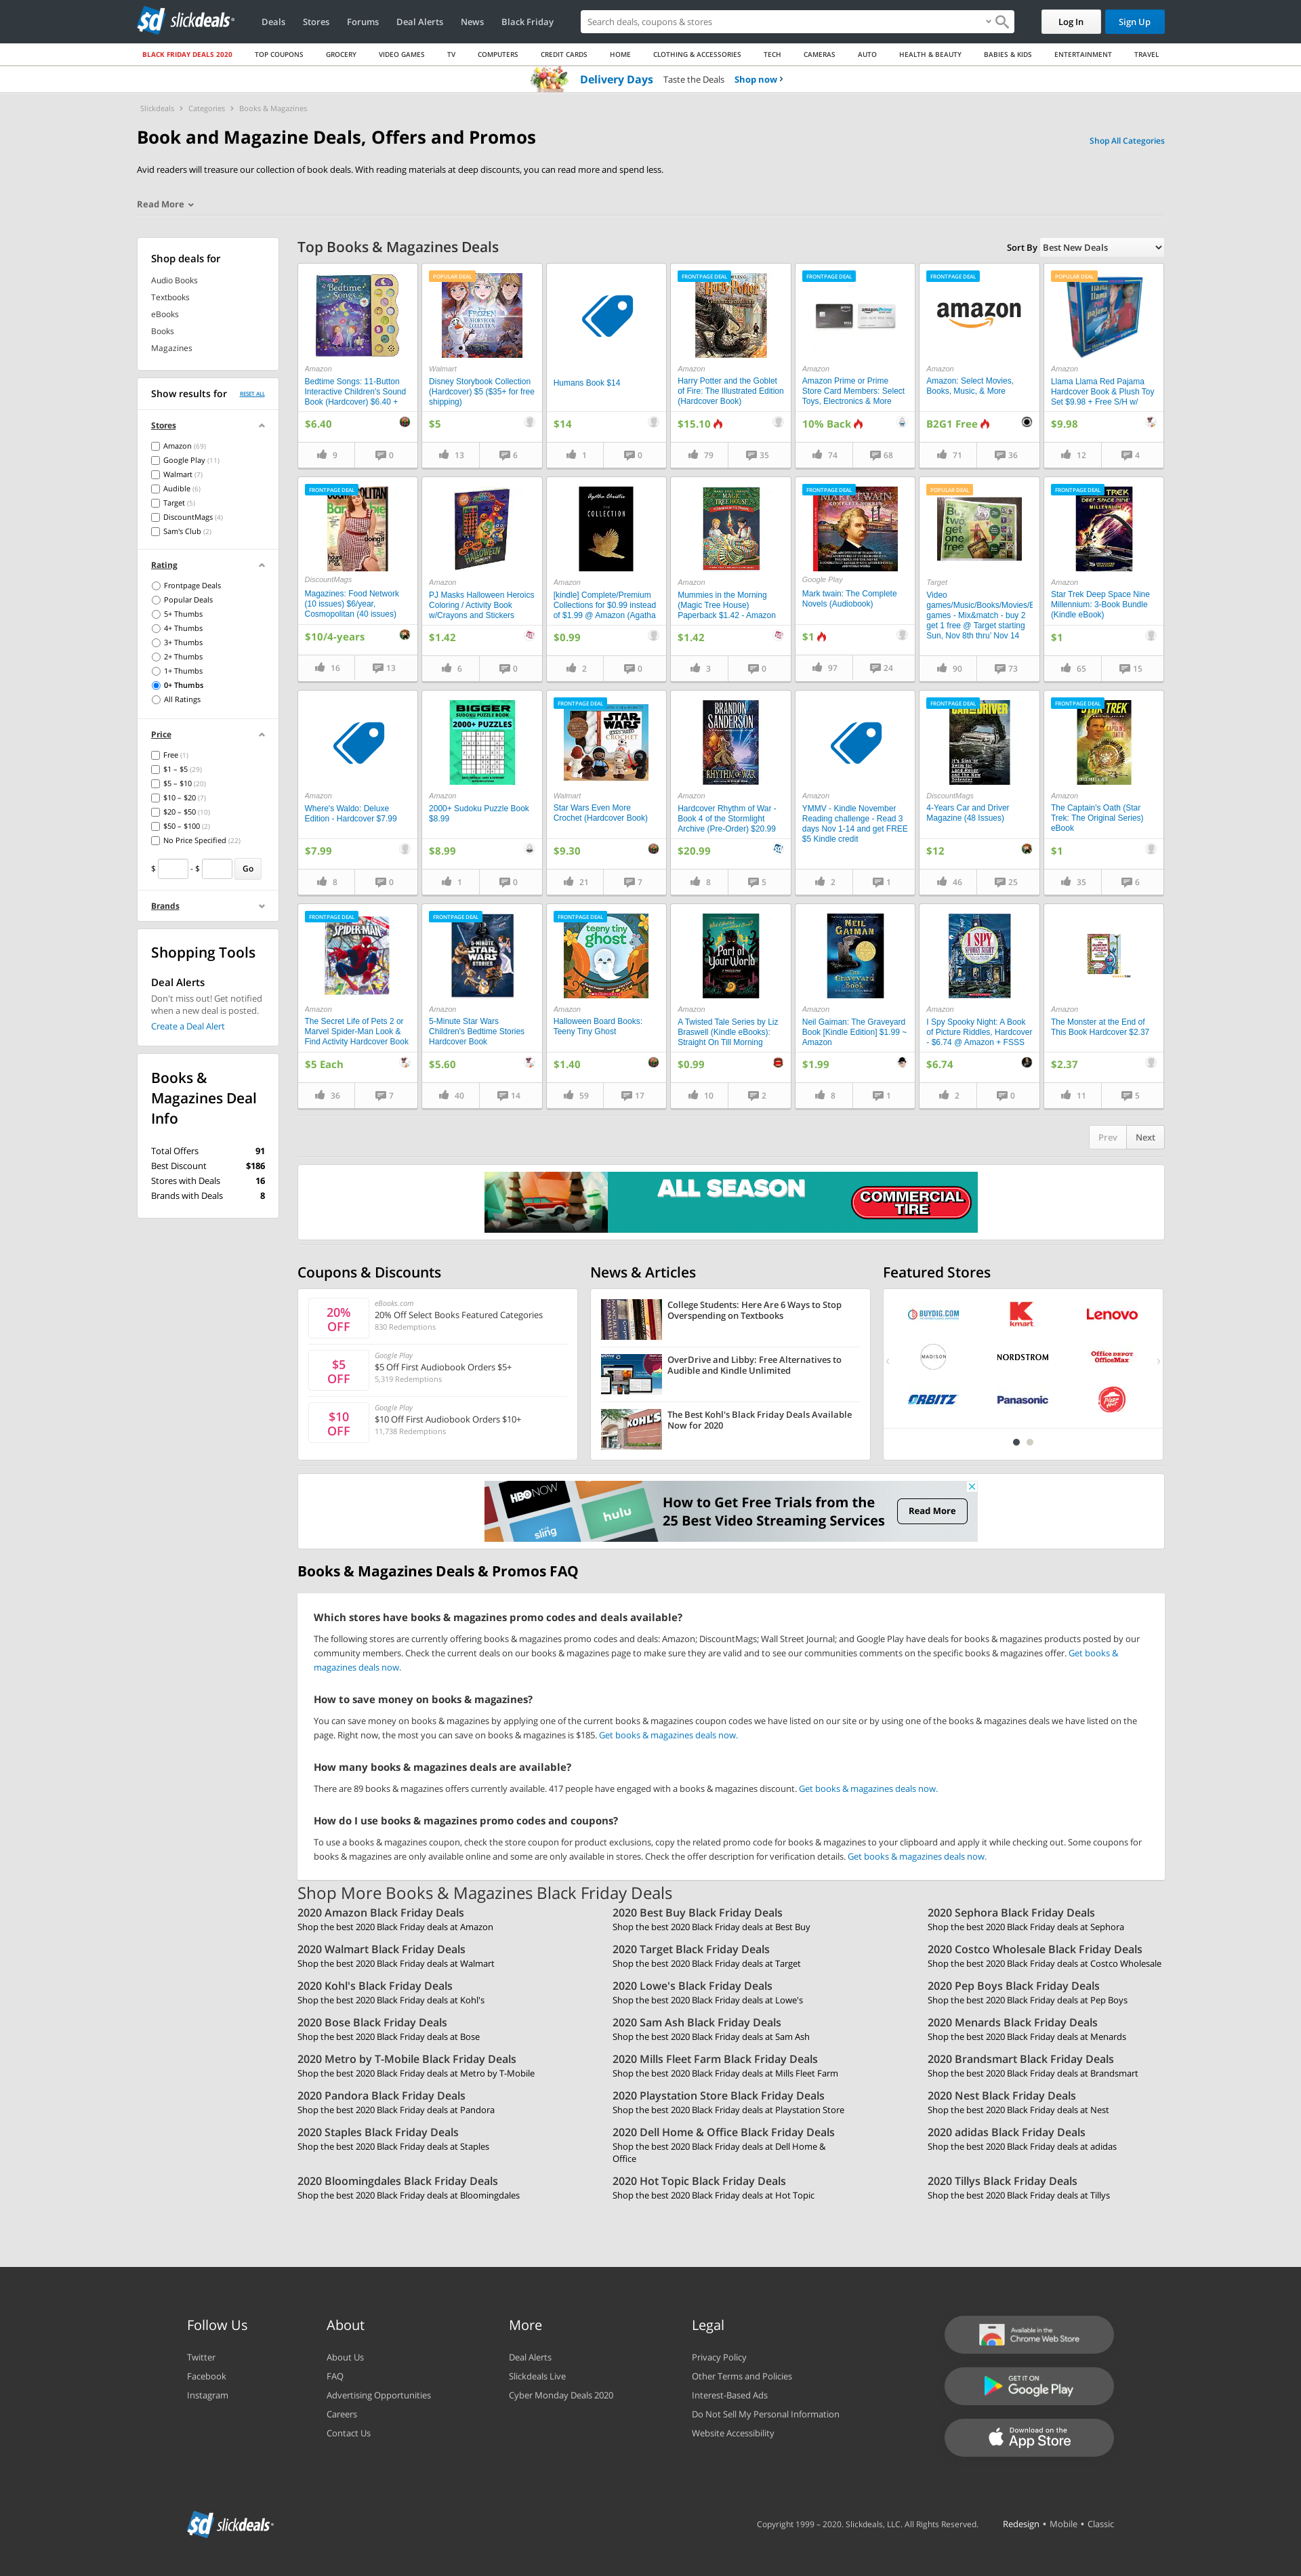 slickdeals
Deals
Stores
Forums
Deal Alerts
News
Black Friday
Search deals, coupons & stores
Log In
Sign Up
BLACK FRIDAY DEALS 2020
TOP COUPONS
GROCERY
VIDEO GAMES
TV
COMPUTERS
CREDIT CARDS
HOME
CLOTHING & ACCESSORIES
TECH
CAMERAS
AUTO
HEALTH & BEAUTY
BABIES & KIDS
ENTERTAINMENT
TRAVEL
Delivery Days Taste the Deals Shop now ›
Slickdeals › Categories › Books & Magazines
Book and Magazine Deals, Offers and Promos
Shop All Categories
Avid readers will treasure our collection of book deals. With reading materials at deep discounts, you can read more and spend less.
Read More
Shop deals for
Audio Books
Textbooks
eBooks
Books
Magazines
Show results for
RESET ALL
Stores
Amazon (69)
Google Play (11)
Walmart (7)
Audible (6)
Target (5)
DiscountMags (4)
Sam's Club (2)
Rating
Frontpage Deals
Popular Deals
5+ Thumbs
4+ Thumbs
3+ Thumbs
2+ Thumbs
1+ Thumbs
0+ Thumbs
All Ratings
Price
Free (1)
$1 – $5 (29)
$5 – $10 (20)
$10 – $20 (7)
$20 – $50 (10)
$50 – $100 (2)
No Price Specified (22)
$ - $ Go
Brands
Shopping Tools
Deal Alerts
Don't miss out! Get notified
when a new deal is posted.
Create a Deal Alert
Books &
Magazines Deal
Info
Total Offers 91
Best Discount $186
Stores with Deals 16
Brands with Deals 8
Top Books & Magazines Deals
Sort By Best New Deals
Bedtime Songs
Amazon
Bedtime Songs: 11-Button
Interactive Children's Sound
Book (Hardcover) $6.40 +
$6.40
9 0
POPULAR DEAL
FROZEN
STORYBOOK COLLECTION
Walmart
Disney Storybook Collection
(Hardcover) $5 ($35+ for free
shipping)
$5
13 6
Humans Book $14
$14
1 0
FRONTPAGE DEAL
Harry Potter
Amazon
Harry Potter and the Goblet
of Fire: The Illustrated Edition
(Hardcover Book)
$15.10
79 35
FRONTPAGE DEAL
Amazon
Amazon Prime or Prime
Store Card Members: Select
Toys, Electronics & More
10% Back
74 68
FRONTPAGE DEAL
amazon
Amazon
Amazon: Select Movies,
Books, Music, & More
B2G1 Free
71 36
POPULAR DEAL
Amazon
Llama Llama Red Pajama
Hardcover Book & Plush Toy
Set $9.98 + Free S/H w/
$9.98
12 4
FRONTPAGE DEAL
DiscountMags
Magazines: Food Network
(10 issues) $6/year,
Cosmopolitan (40 issues)
$10/4-years
16 13
HALLOWEEN
Amazon
PJ Masks Halloween Heroics
Coloring / Activity Book
w/Crayons and Stickers
$1.42
6 0
Agatha Christie
THE COLLECTION
Amazon
[kindle] Complete/Premium
Collections for $0.99 instead
of $1.99 @ Amazon (Agatha
$0.99
2 0
MAGIC TREE HOUSE
Amazon
Mummies in the Morning
(Magic Tree House)
Paperback $1.42 - Amazon
$1.42
3 0
FRONTPAGE DEAL
MARK TWAIN
Google Play
Mark twain: The Complete
Novels (Audiobook)
$1
97 24
POPULAR DEAL
Buy two, get one free
Target
Video
games/Music/Books/Movies/E
games - Mix&match - buy 2
get 1 free @ Target starting
Sun, Nov 8th thru' Nov 14
90 73
FRONTPAGE DEAL
STAR TREK
DEEP SPACE NINE
MILLENNIUM
Amazon
Star Trek Deep Space Nine
Millennium: 3-Book Bundle
(Kindle eBook)
$1
65 15
Amazon
Where's Waldo: Deluxe
Edition - Hardcover $7.99
$7.99
8 0
BIGGER
SUDOKU PUZZLE BOOK
2000+ PUZZLES
Amazon
2000+ Sudoku Puzzle Book
$8.99
$8.99
1 0
FRONTPAGE DEAL
STAR WARS
CROCHET
Walmart
Star Wars Even More
Crochet (Hardcover Book)
$9.30
21 7
BRANDON
SANDERSON
RHYTHM OF WAR
Amazon
Hardcover Rhythm of War -
Book 4 of the Stormlight
Archive (Pre-Order) $20.99
$20.99
8 5
Amazon
YMMV - Kindle November
Reading challenge - Read 3
days Nov 1-14 and get FREE
$5 Kindle credit
2 1
FRONTPAGE DEAL
CAR AND DRIVER
DiscountMags
4-Years Car and Driver
Magazine (48 Issues)
$12
46 25
FRONTPAGE DEAL
STAR TREK
Amazon
The Captain's Oath (Star
Trek: The Original Series)
eBook
$1
35 6
FRONTPAGE DEAL
SPIDER-MAN
Amazon
The Secret Life of Pets 2 or
Marvel Spider-Man Look &
Find Activity Hardcover Book
$5 Each
36 7
FRONTPAGE DEAL
5-MINUTE
STAR WARS
STORIES
Amazon
5-Minute Star Wars
Children's Bedtime Stories
Hardcover Book
$5.60
40 14
FRONTPAGE DEAL
teeny tiny
ghost
Amazon
Halloween Board Books:
Teeny Tiny Ghost
$1.40
59 17
Part of
Your World
Amazon
A Twisted Tale Series by Liz
Braswell (Kindle eBooks):
Straight On Till Morning
$0.99
10 2
NEIL
GAIMAN
The Graveyard Book
Amazon
Neil Gaiman: The Graveyard
Book [Kindle Edition] $1.99 ~
Amazon
$1.99
8 1
I SPY
SPOOKY NIGHT
Amazon
I Spy Spooky Night: A Book
of Picture Riddles, Hardcover
- $6.74 @ Amazon + FSSS
$6.74
2 0
Amazon
The Monster at the End of
This Book Hardcover $2.37
$2.37
11 5
Prev Next
ALL SEASON
COMMERCIAL
TIRE
Coupons & Discounts
20%
OFF
eBooks.com
20% Off Select Books Featured Categories
830 Redemptions
$5
OFF
Google Play
$5 Off First Audiobook Orders $5+
5,319 Redemptions
$10
OFF
Google Play
$10 Off First Audiobook Orders $10+
11,738 Redemptions
News & Articles
College Students: Here Are 6 Ways to Stop
Overspending on Textbooks
OverDrive and Libby: Free Alternatives to
Audible and Kindle Unlimited
KOHL'S
The Best Kohl's Black Friday Deals Available
Now for 2020
Featured Stores
BUYDIG.COM
kmart
Lenovo
MADISON
NORDSTROM
Office DEPOT
OfficeMax
ORBITZ
Panasonic
Pizza Hut
HBO NOW
sling
hulu
How to Get Free Trials from the
25 Best Video Streaming Services
Read More
Books & Magazines Deals & Promos FAQ
Which stores have books & magazines promo codes and deals available?
The following stores are currently offering books & magazines promo codes and deals: Amazon; DiscountMags; Wall Street Journal; and Google Play have deals for books & magazines products posted by our
community members. Check the current deals on our books & magazines page to make sure they are valid and to see our communities comments on the specific books & magazines offer. Get books &
magazines deals now.
How to save money on books & magazines?
You can save money on books & magazines by applying one of the current books & magazines coupon codes we have listed on our site or by using one of the books & magazines deals we have listed on the
page. Right now, the most you can save on books & magazines is $185. Get books & magazines deals now.
How many books & magazines deals are available?
There are 89 books & magazines offers currently available. 417 people have engaged with a books & magazines discount. Get books & magazines deals now.
How do I use books & magazines promo codes and coupons?
To use a books & magazines coupon, check the store coupon for product exclusions, copy the related promo code for books & magazines to your clipboard and apply it while checking out. Some coupons for
books & magazines are only available online and some are only available in stores. Check the offer description for verification details. Get books & magazines deals now.
Shop More Books & Magazines Black Friday Deals
2020 Amazon Black Friday Deals
Shop the best 2020 Black Friday deals at Amazon
2020 Best Buy Black Friday Deals
Shop the best 2020 Black Friday deals at Best Buy
2020 Sephora Black Friday Deals
Shop the best 2020 Black Friday deals at Sephora
2020 Walmart Black Friday Deals
Shop the best 2020 Black Friday deals at Walmart
2020 Target Black Friday Deals
Shop the best 2020 Black Friday deals at Target
2020 Costco Wholesale Black Friday Deals
Shop the best 2020 Black Friday deals at Costco Wholesale
2020 Kohl's Black Friday Deals
Shop the best 2020 Black Friday deals at Kohl's
2020 Lowe's Black Friday Deals
Shop the best 2020 Black Friday deals at Lowe's
2020 Pep Boys Black Friday Deals
Shop the best 2020 Black Friday deals at Pep Boys
2020 Bose Black Friday Deals
Shop the best 2020 Black Friday deals at Bose
2020 Sam Ash Black Friday Deals
Shop the best 2020 Black Friday deals at Sam Ash
2020 Menards Black Friday Deals
Shop the best 2020 Black Friday deals at Menards
2020 Metro by T-Mobile Black Friday Deals
Shop the best 2020 Black Friday deals at Metro by T-Mobile
2020 Mills Fleet Farm Black Friday Deals
Shop the best 2020 Black Friday deals at Mills Fleet Farm
2020 Brandsmart Black Friday Deals
Shop the best 2020 Black Friday deals at Brandsmart
2020 Pandora Black Friday Deals
Shop the best 2020 Black Friday deals at Pandora
2020 Playstation Store Black Friday Deals
Shop the best 2020 Black Friday deals at Playstation Store
2020 Nest Black Friday Deals
Shop the best 2020 Black Friday deals at Nest
2020 Staples Black Friday Deals
Shop the best 2020 Black Friday deals at Staples
2020 Dell Home & Office Black Friday Deals
Shop the best 2020 Black Friday deals at Dell Home &
Office
2020 adidas Black Friday Deals
Shop the best 2020 Black Friday deals at adidas
2020 Bloomingdales Black Friday Deals
Shop the best 2020 Black Friday deals at Bloomingdales
2020 Hot Topic Black Friday Deals
Shop the best 2020 Black Friday deals at Hot Topic
2020 Tillys Black Friday Deals
Shop the best 2020 Black Friday deals at Tillys
Follow Us
Twitter
Facebook
Instagram
About
About Us
FAQ
Advertising Opportunities
Careers
Contact Us
More
Deal Alerts
Slickdeals Live
Cyber Monday Deals 2020
Legal
Privacy Policy
Other Terms and Policies
Interest-Based Ads
Do Not Sell My Personal Information
Website Accessibility
Available in the
Chrome Web Store
GET IT ON
Google Play
Download on the
App Store
slickdeals
Copyright 1999 – 2020. Slickdeals, LLC. All Rights Reserved.
Redesign • Mobile • Classic